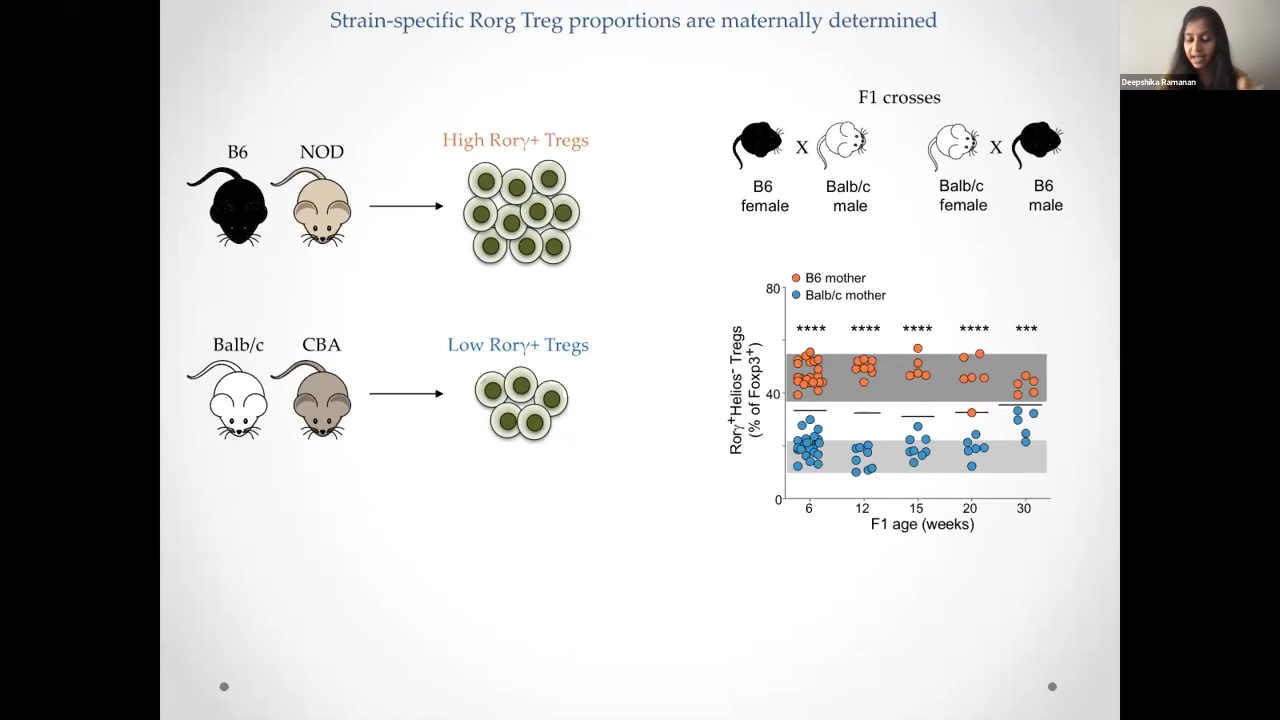 Strain-specific Rorg Treg proportions are maternally determined
Deepshika Ramanan
B6
NOD
High Rorγ+ Tregs
Balb/c
CBA
Low Rorγ+ Tregs
F1 crosses
X
X
B6 female
Balb/c male
Balb/c female
B6 male
B6 mother
Balb/c mother
80
40
0
**** **** **** **** ***
Rorγ+Helios- Tregs
(% of Foxp3+)
6 12 15 20 30
F1 age (weeks)